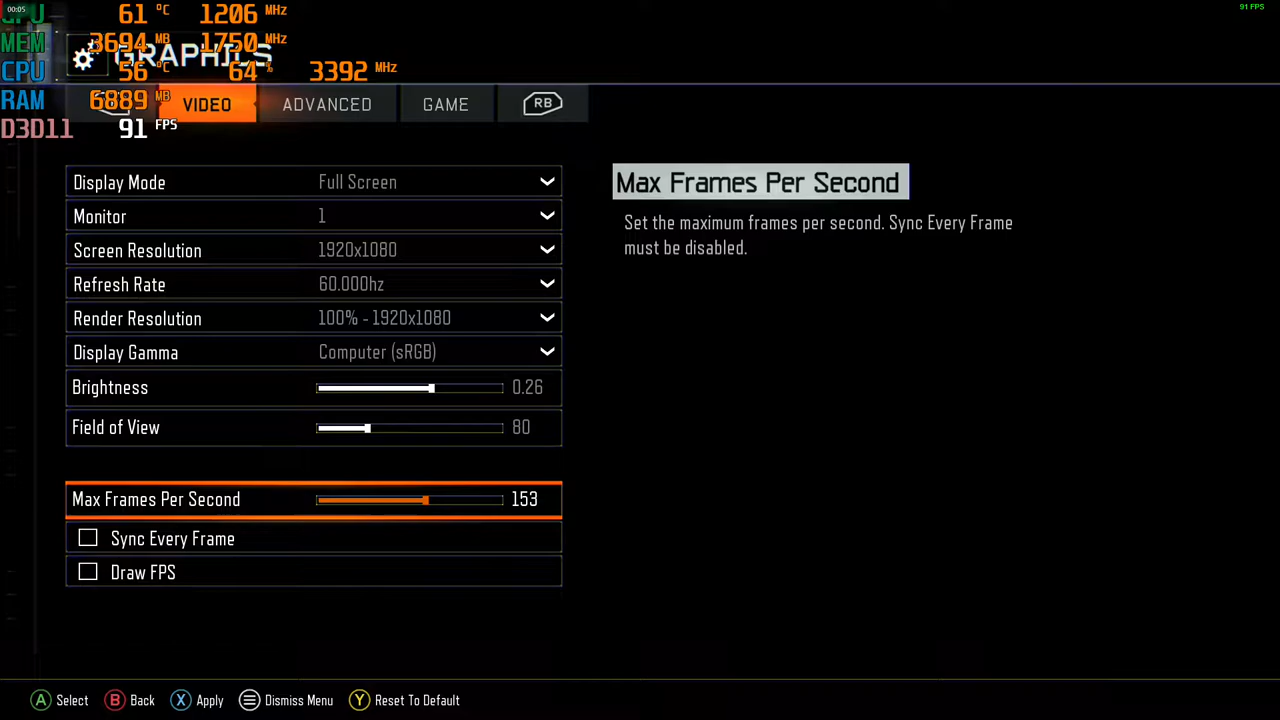 00:05
GPU 61 °C 1206 MHz
91 FPS
MEM 3694 MB 1750 MHz
GRAPHICS
CPU 56 °C 64 % 3392 MHz
RAM 6889 MB
VIDEO ADVANCED GAME RB
D3D11 91 FPS
Display Mode Full Screen
Monitor 1
Screen Resolution 1920x1080
Refresh Rate 60.000hz
Render Resolution 100% - 1920x1080
Display Gamma Computer (sRGB)
Brightness 0.26
Field of View 80
Max Frames Per Second 153
Sync Every Frame
Draw FPS
Max Frames Per Second
Set the maximum frames per second. Sync Every Frame
must be disabled.
A Select B Back X Apply Dismiss Menu Y Reset To Default